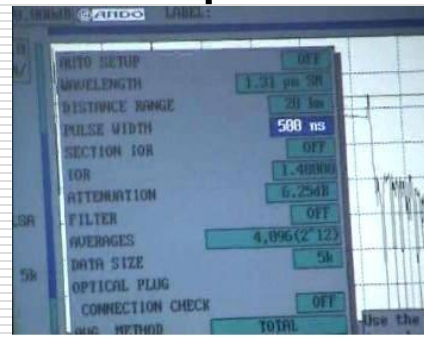 ANDO LABEL:
AUTO SETUP OFF
WAVELENGTH 1.31 µm SM
DISTANCE RANGE 20 km
PULSE WIDTH 500 ns
SECTION IOR OFF
IOR 1.48000
ATTENUATION 6.25dB
FILTER OFF
AVERAGES 4,096(2^12)
DATA SIZE 5k
OPTICAL PLUG
CONNECTION CHECK OFF
AVG. METHOD TOTAL
LSA
5k
Use the